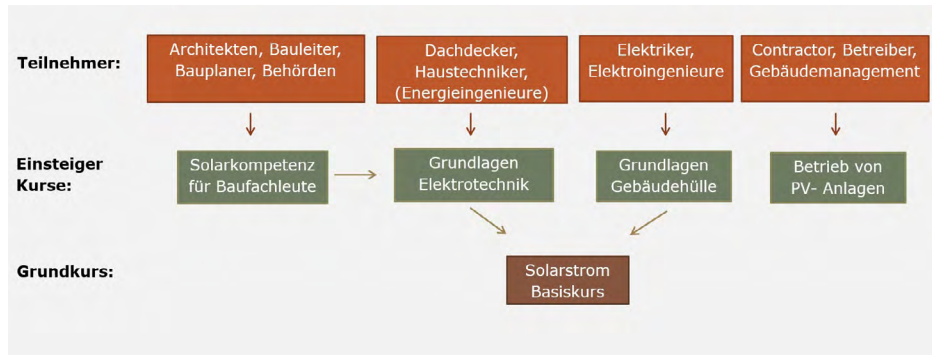 Teilnehmer:
Architekten, Bauleiter,
Bauplaner, Behörden
Dachdecker,
Haustechniker,
(Energieingenieure)
Elektriker,
Elektroingenieure
Contractor, Betreiber,
Gebäudemanagement
Einsteiger
Kurse:
Solarkompetenz
für Baufachleute
Grundlagen
Elektrotechnik
Grundlagen
Gebäudehülle
Betrieb von
PV- Anlagen
Grundkurs:
Solarstrom
Basiskurs